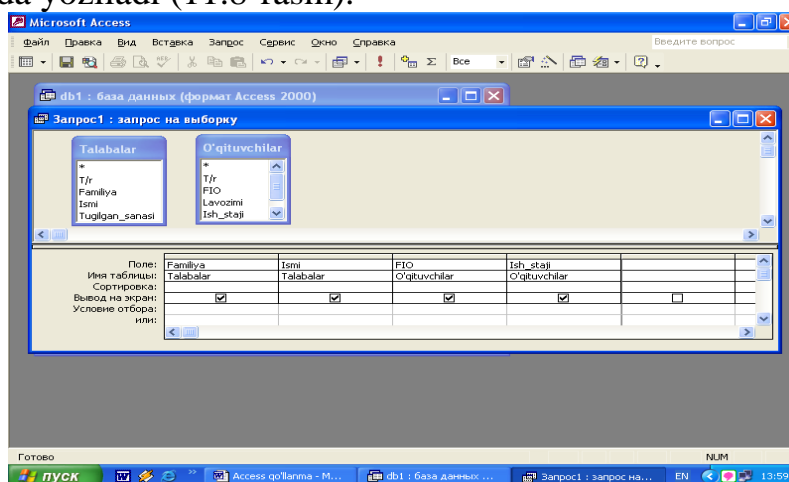 da yoziladi (11.8-rasm).
Microsoft Access
Файл Правка Вид Вставка Запрос Сервис Окно Справка Введите вопрос
Все
db1 : база данных (формат Access 2000)
Запрос1 : запрос на выборку
Talabalar
*
T/r
Familiya
Ismi
Tugilgan_sanasi
O'qituvchilar
*
T/r
FIO
Lavozimi
Ish_staji
Поле: Familiya Ismi FIO Ish_staji
Имя таблицы: Talabalar Talabalar O'qituvchilar O'qituvchilar
Сортировка:
Вывод на экран:
Условие отбора:
или:
Готово NUM
пуск Access qo'llanma - M... db1 : база данных ... Запрос1 : запрос на... EN 13:59